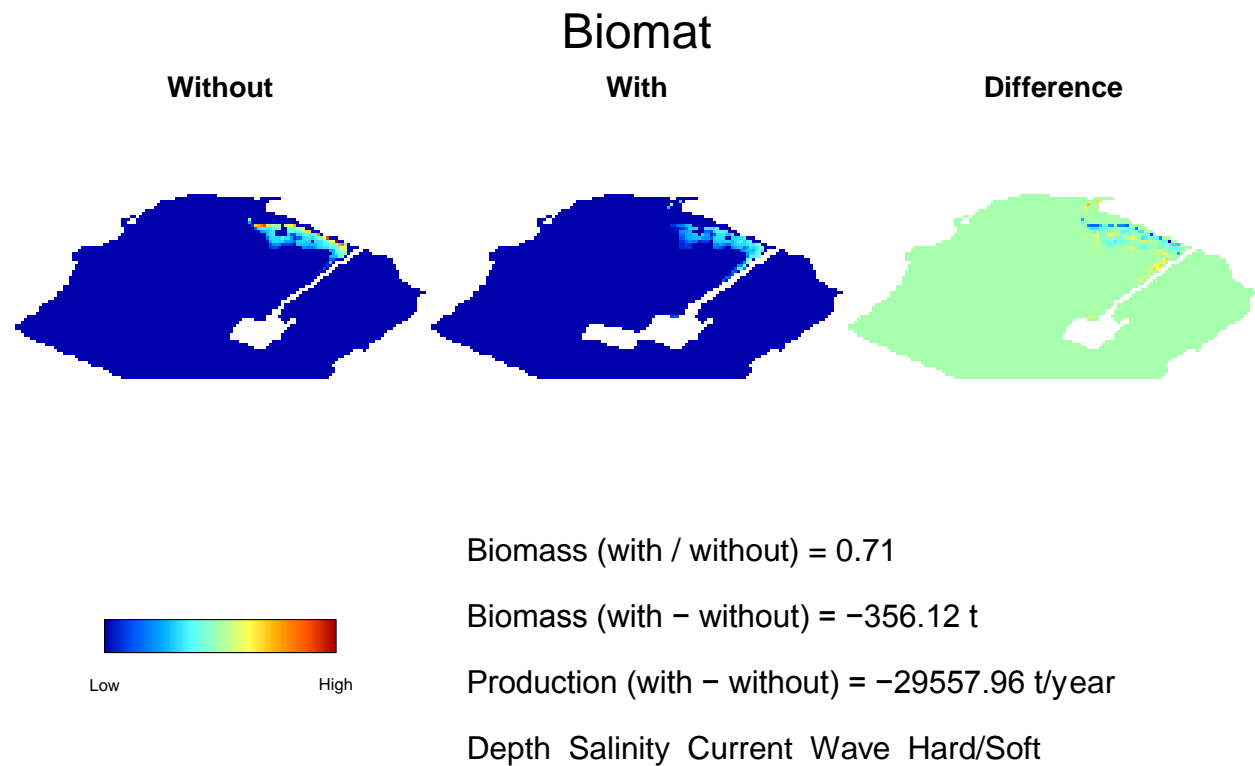 Biomat
Without With Difference
Biomass (with / without) = 0.71
Biomass (with − without) = −356.12 t
Low High
Production (with − without) = −29557.96 t/year
Depth Salinity Current Wave Hard/Soft